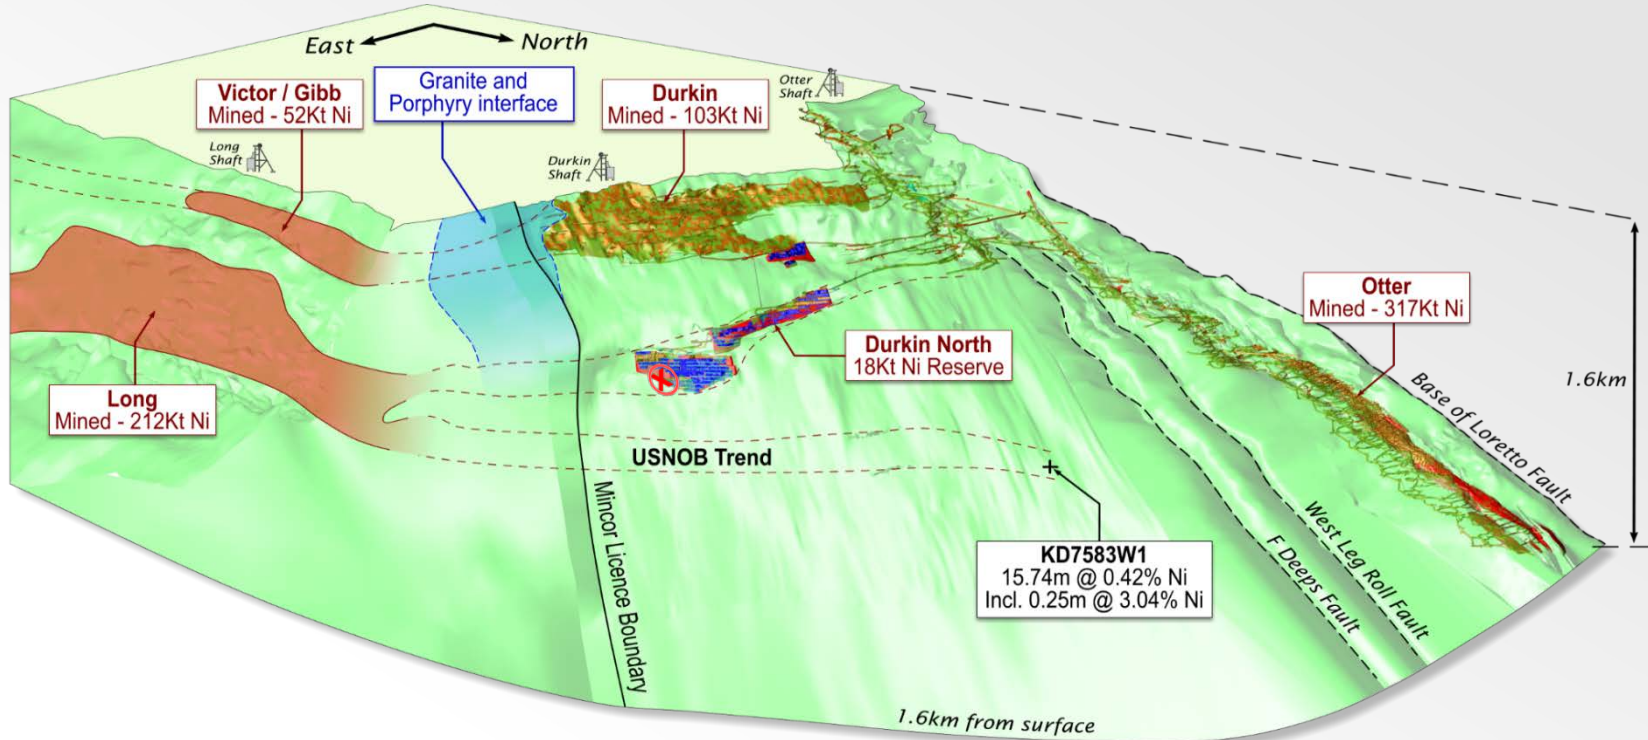 East
North
Victor / Gibb
Mined - 52Kt Ni
Granite and
Porphyry interface
Durkin
Mined - 103Kt Ni
Otter
Shaft
Long
Shaft
Durkin
Shaft
Otter
Mined - 317Kt Ni
1.6km
Durkin North
18Kt Ni Reserve
Long
Mined - 212Kt Ni
Base of Loretto Fault
USNOB Trend
Mincor Licence Boundary
KD7583W1
15.74m @ 0.42% Ni
Incl. 0.25m @ 3.04% Ni
West Leg Roll Fault
F Deeps Fault
1.6km from surface